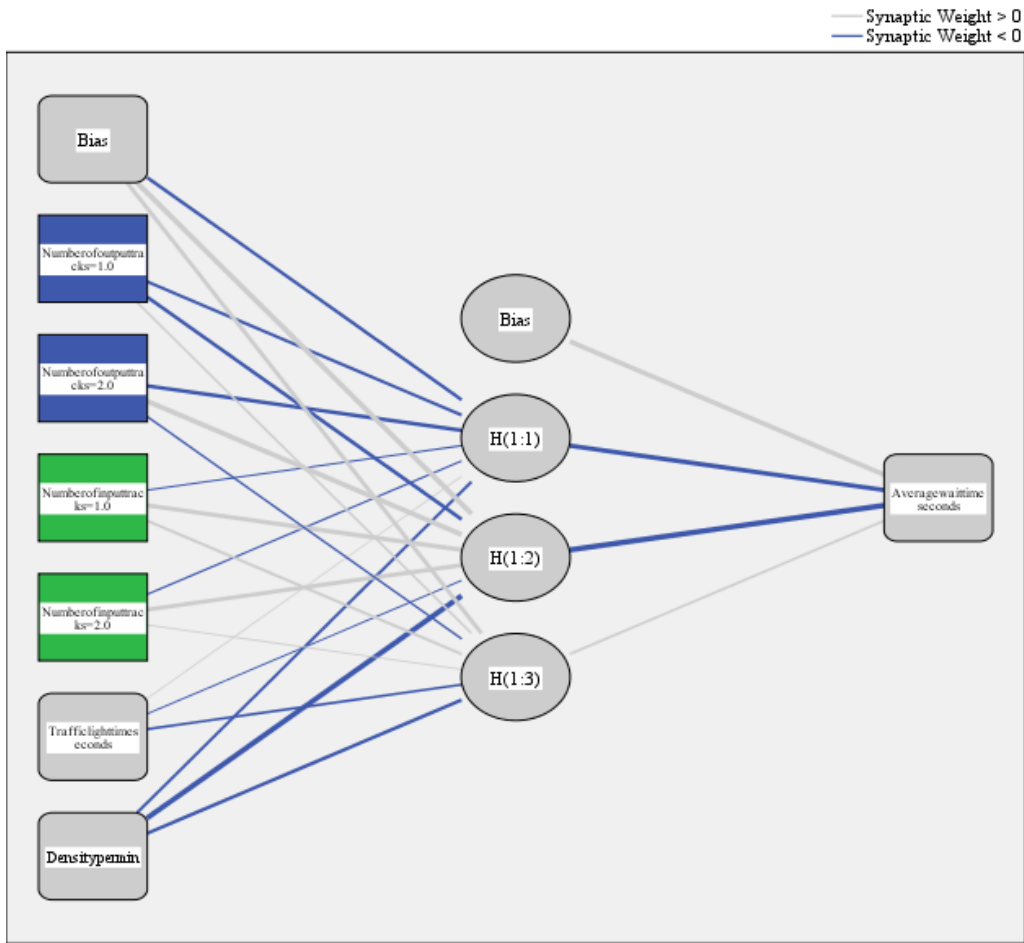 Synaptic Weight > 0
Synaptic Weight < 0
Bias
Numberofoutputtra
cks=1.0
Numberofoutputtra
cks=2.0
Numberofinputtrac
ks=1.0
Numberofinputtrac
ks=2.0
Trafficlighttimes
econds
Densitypermin
Bias
H(1:1)
H(1:2)
H(1:3)
Averagewaittime
seconds